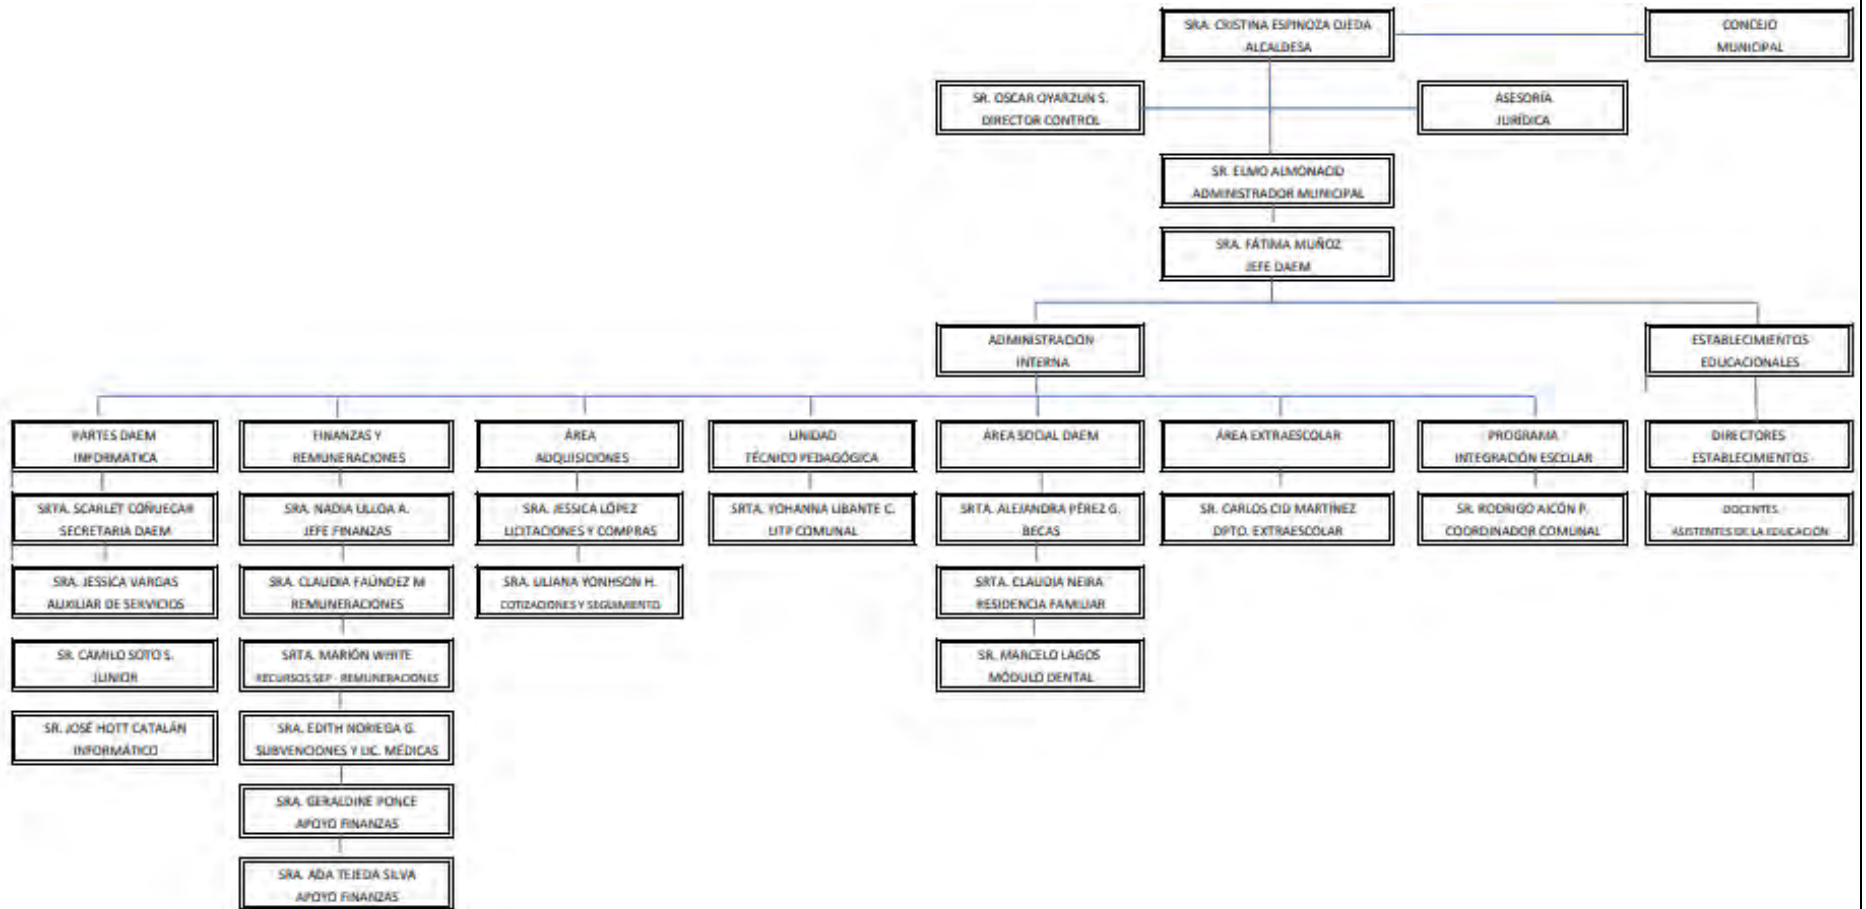 SRA. CRISTINA ESPINOZA OJEDA
ALCALDESA
CONCEJO
MUNICIPAL
SR. OSCAR OYARZUN S.
DIRECTOR CONTROL
ASESORÍA
JURÍDICA
SR. ELMO ALMONACID
ADMINISTRADOR MUNICIPAL
SRA. FÁTIMA MUÑOZ
JEFE DAEM
ADMINISTRACIÓN
INTERNA
ESTABLECIMIENTOS
EDUCACIONALES
PARTES DAEM
INFORMÁTICA
FINANZAS Y
REMUNERACIONES
ÁREA
ADQUISICIONES
UNIDAD
TÉCNICO PEDAGÓGICA
ÁREA SOCIAL DAEM
ÁREA EXTRAESCOLAR
PROGRAMA
INTEGRACIÓN ESCOLAR
DIRECTORES
ESTABLECIMIENTOS
SRTA. SCARLET COÑUECAR
SECRETARIA DAEM
SRA. NADIA ULLOA A.
JEFE FINANZAS
SRA. JESSICA LÓPEZ
LICITACIONES Y COMPRAS
SRTA. YOHANNA LIBANTE C.
UTP COMUNAL
SRTA. ALEJANDRA PÉREZ G.
BECAS
SR. CARLOS CID MARTÍNEZ
DPTO. EXTRAESCOLAR
SR. RODRIGO AICÓN P.
COORDINADOR COMUNAL
DOCENTES
ASISTENTES DE LA EDUCACIÓN
SRA. JESSICA VARGAS
AUXILIAR DE SERVICIOS
SRA. CLAUDIA FAÚNDEZ M
REMUNERACIONES
SRA. LILIANA YONHSON H.
COTIZACIONES Y SEGUIMIENTO
SRTA. CLAUDIA NEIRA
RESIDENCIA FAMILIAR
SR. CAMILO SOTO S.
JUNIOR
SRTA. MARIÓN WHITE
RECURSOS SEP - REMUNERACIONES
SR. MARCELO LAGOS
MÓDULO DENTAL
SR. JOSÉ HOTT CATALÁN
INFORMÁTICO
SRA. EDITH NORIEGA G.
SUBVENCIONES Y LIC. MÉDICAS
SRA. GERALDINE PONCE
APOYO FINANZAS
SRA. ADA TEJEDA SILVA
APOYO FINANZAS